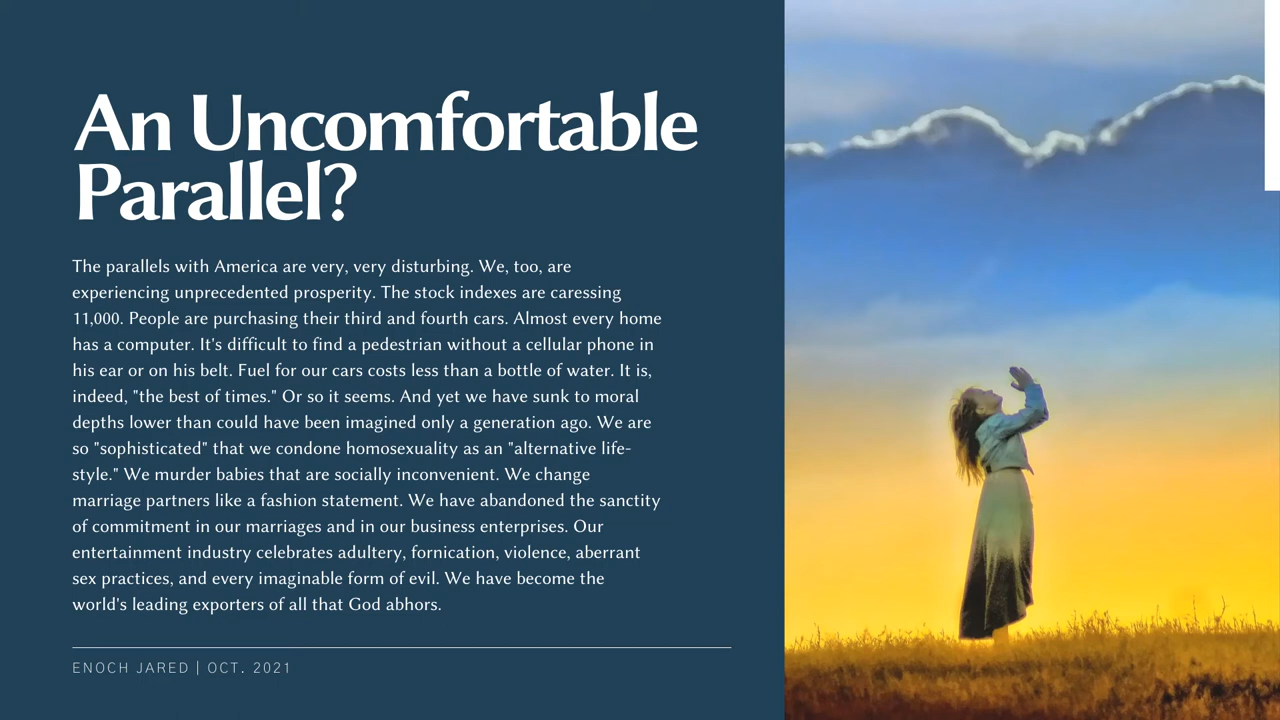 An Uncomfortable
Parallel?
The parallels with America are very, very disturbing. We, too, are
experiencing unprecedented prosperity. The stock indexes are caressing
11,000. People are purchasing their third and fourth cars. Almost every home
has a computer. It's difficult to find a pedestrian without a cellular phone in
his ear or on his belt. Fuel for our cars costs less than a bottle of water. It is,
indeed, "the best of times." Or so it seems. And yet we have sunk to moral
depths lower than could have been imagined only a generation ago. We are
so "sophisticated" that we condone homosexuality as an "alternative life-
style." We murder babies that are socially inconvenient. We change
marriage partners like a fashion statement. We have abandoned the sanctity
of commitment in our marriages and in our business enterprises. Our
entertainment industry celebrates adultery, fornication, violence, aberrant
sex practices, and every imaginable form of evil. We have become the
world's leading exporters of all that God abhors.
ENOCH JARED | OCT. 2021